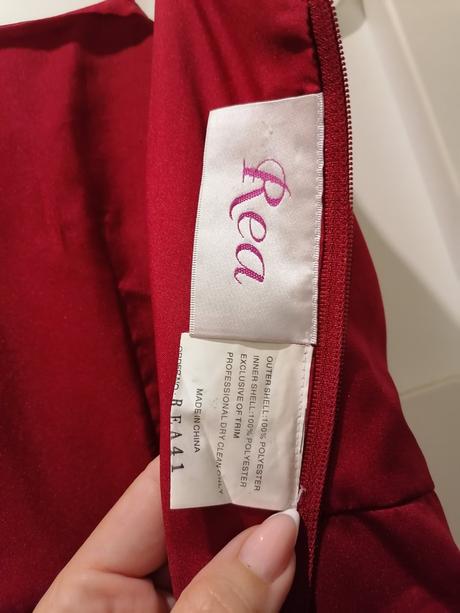 Rea
OUTER SHELL:100% POLYESTER
INNER SHELL:100% POLYESTER
EXCLUSIVE OF TRIM
PROFESSIONAL DRY CLEAN ONLY
MADE IN CHINA
REA41